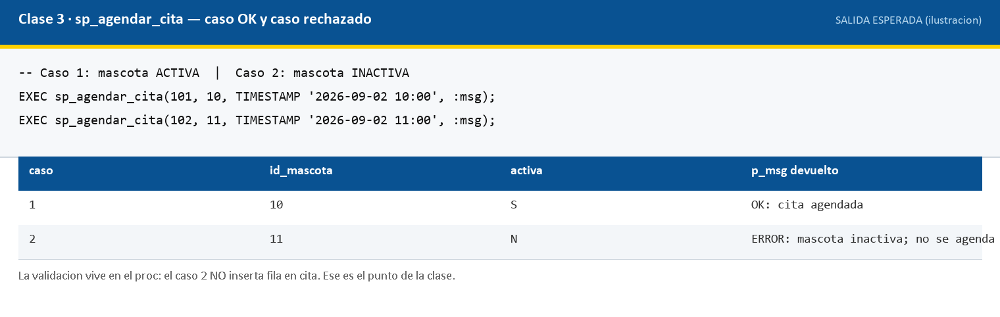 Clase 3 · sp_agendar_cita — caso OK y caso rechazado
SALIDA ESPERADA (ilustracion)
-- Caso 1: mascota ACTIVA | Caso 2: mascota INACTIVA
EXEC sp_agendar_cita(101, 10, TIMESTAMP '2026-09-02 10:00', :msg);
EXEC sp_agendar_cita(102, 11, TIMESTAMP '2026-09-02 11:00', :msg);
caso id_mascota activa p_msg devuelto
1 10 S OK: cita agendada
2 11 N ERROR: mascota inactiva; no se agenda
La validacion vive en el proc: el caso 2 NO inserta fila en cita. Ese es el punto de la clase.